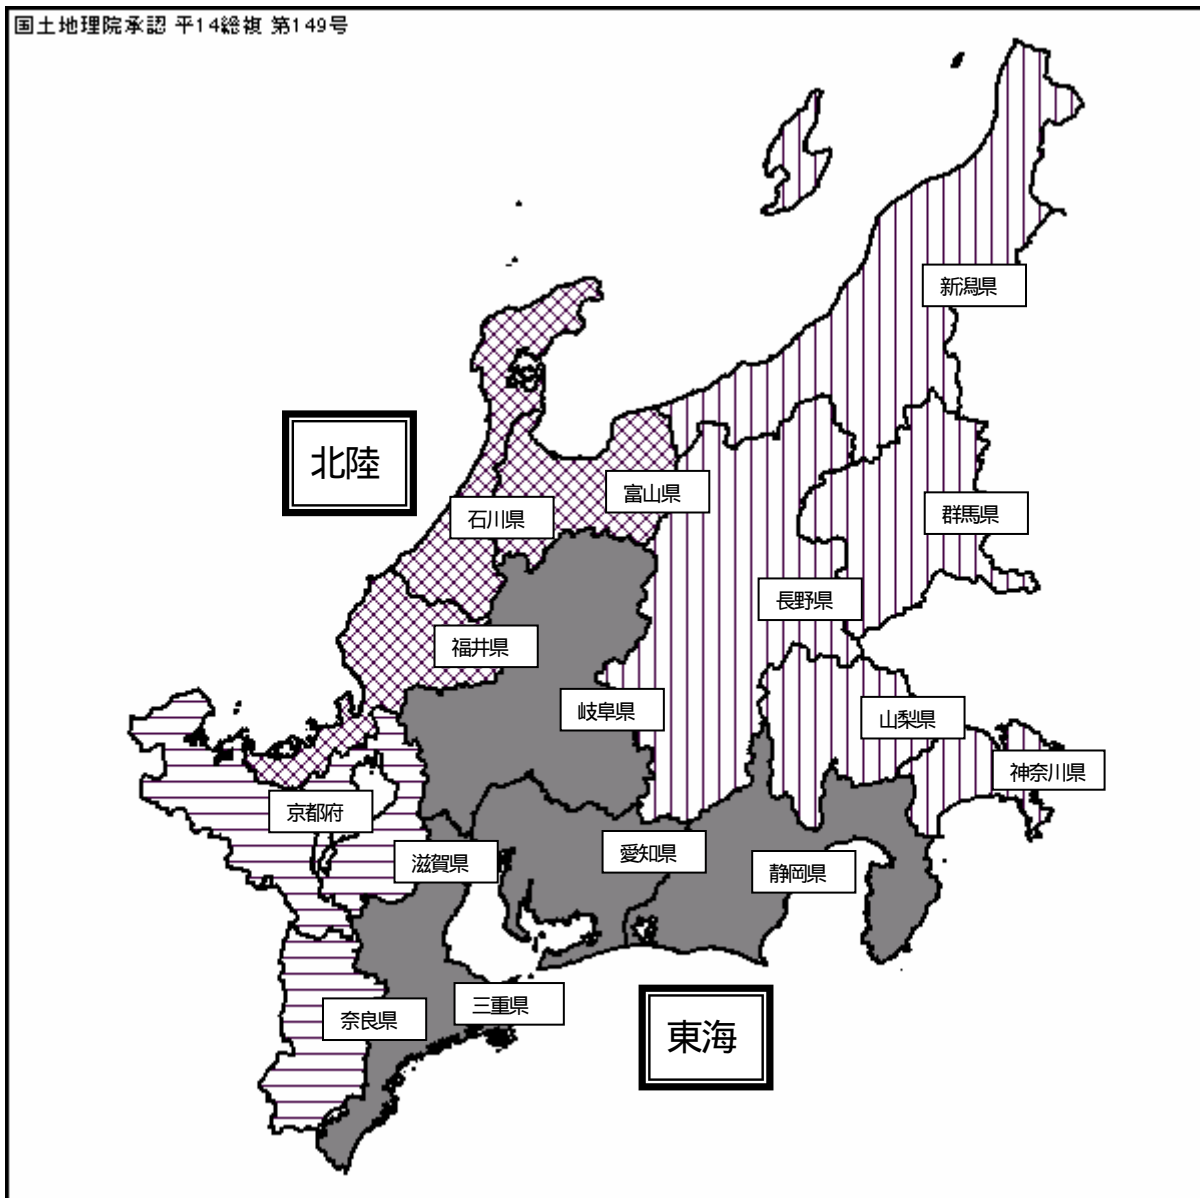 国土地理院承認 平14総複 第149号
新潟県
北陸
富山県
石川県
群馬県
長野県
福井県
岐阜県
山梨県
神奈川県
京都府
愛知県
滋賀県
静岡県
三重県
奈良県
東海